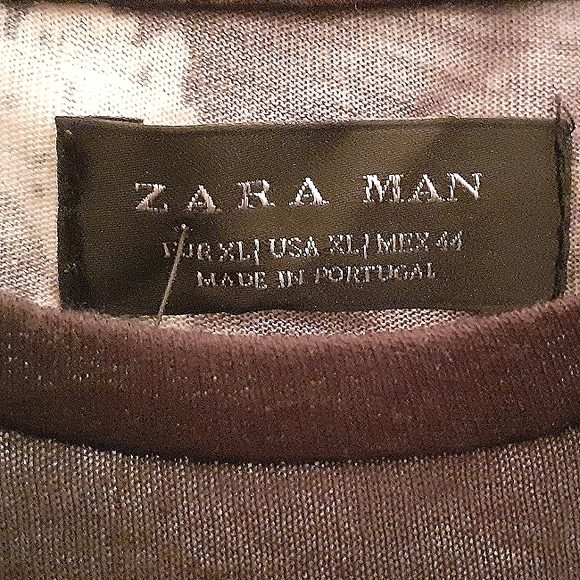 ZARA MAN
EUR XL | USA XL | MEX 44
MADE IN PORTUGAL